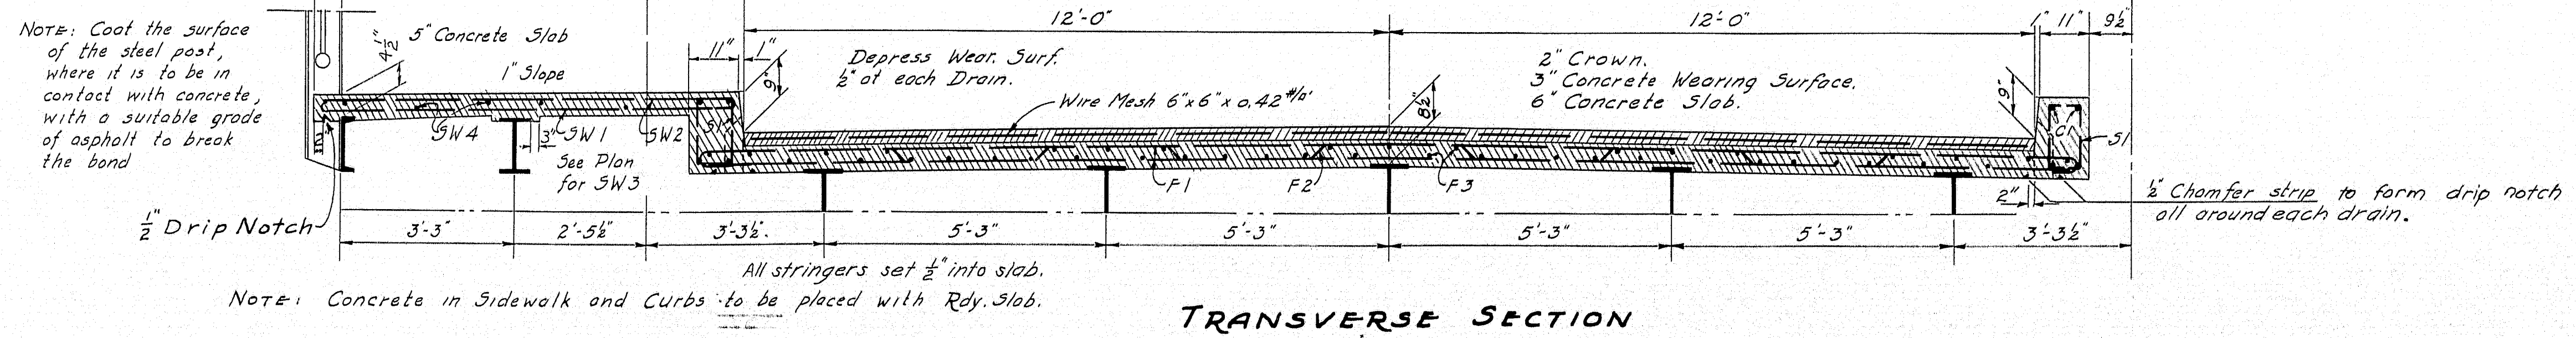 12'-0"
12'-0"
1" 11" 9½"
NOTE: Coat the surface
of the steel post,
where it is to be in
contact with concrete,
with a suitable grade
of asphalt to break
the bond
4½"
5" Concrete Slab
1" Slope
11" 1"
9"
Depress Wear. Surf.
½" at each Drain.
Wire Mesh 6"x6"x0.42 #/□'
8½"
2" Crown.
3" Concrete Wearing Surface.
6" Concrete Slab.
9"
SW4
3"
SW1
SW2
S1
C1
S1
See Plan
for SW3
F1
F2
F3
2"
½" Chamfer strip to form drip notch
all around each drain.
½" Drip Notch
3'-3"
2'-5½"
3'-3½".
5'-3"
5'-3"
5'-3"
5'-3"
3'-3½"
All stringers set ½" into slab.
NOTE: Concrete in Sidewalk and Curbs to be placed with Rdy. Slab.
TRANSVERSE SECTION